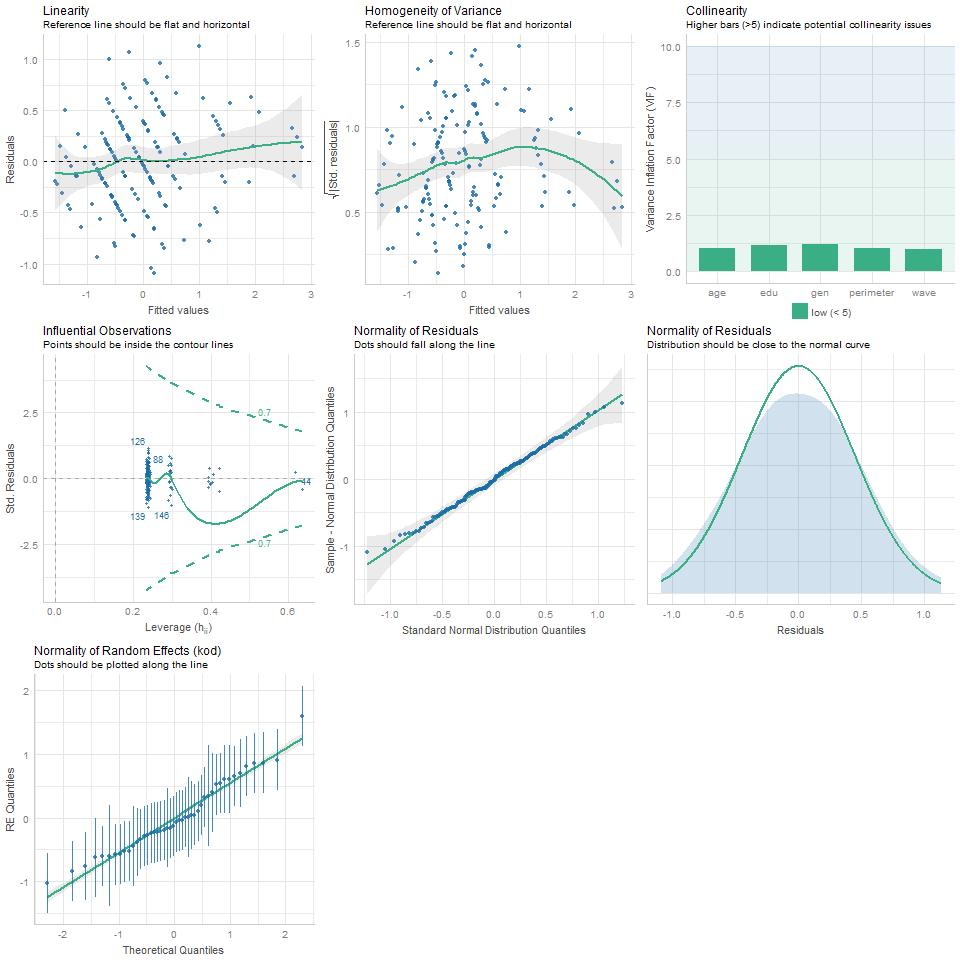 Linearity
Reference line should be flat and horizontal
1.0
0.5
0.0
-0.5
-1.0
Residuals
-1
0
1
2
3
Fitted values
Homogeneity of Variance
Reference line should be flat and horizontal
1.5
1.0
0.5
√|Std. residuals|
-1
0
1
2
3
Fitted values
Collinearity
Higher bars (>5) indicate potential collinearity issues
10.0
7.5
5.0
2.5
0.0
Variance Inflation Factor (VIF)
age
edu
gen
perimeter
wave
low (< 5)
Influential Observations
Points should be inside the contour lines
2.5
0.0
-2.5
Std. Residuals
0.7
126
88
44
139
146
0.7
0.0
0.2
0.4
0.6
Leverage (hii)
Normality of Residuals
Dots should fall along the line
1
0
-1
Sample - Normal Distribution Quantiles
-1.0
-0.5
0.0
0.5
1.0
Standard Normal Distribution Quantiles
Normality of Residuals
Distribution should be close to the normal curve
-1.0
-0.5
0.0
0.5
1.0
Residuals
Normality of Random Effects (kod)
Dots should be plotted along the line
2
1
0
-1
RE Quantiles
-2
-1
0
1
2
Theoretical Quantiles